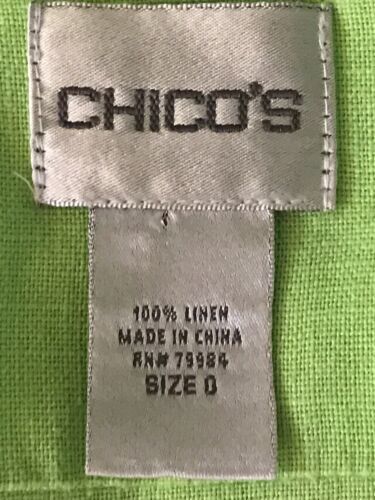 CHICO'S
100% LINEN
MADE IN CHINA
RN# 79984
SIZE 0